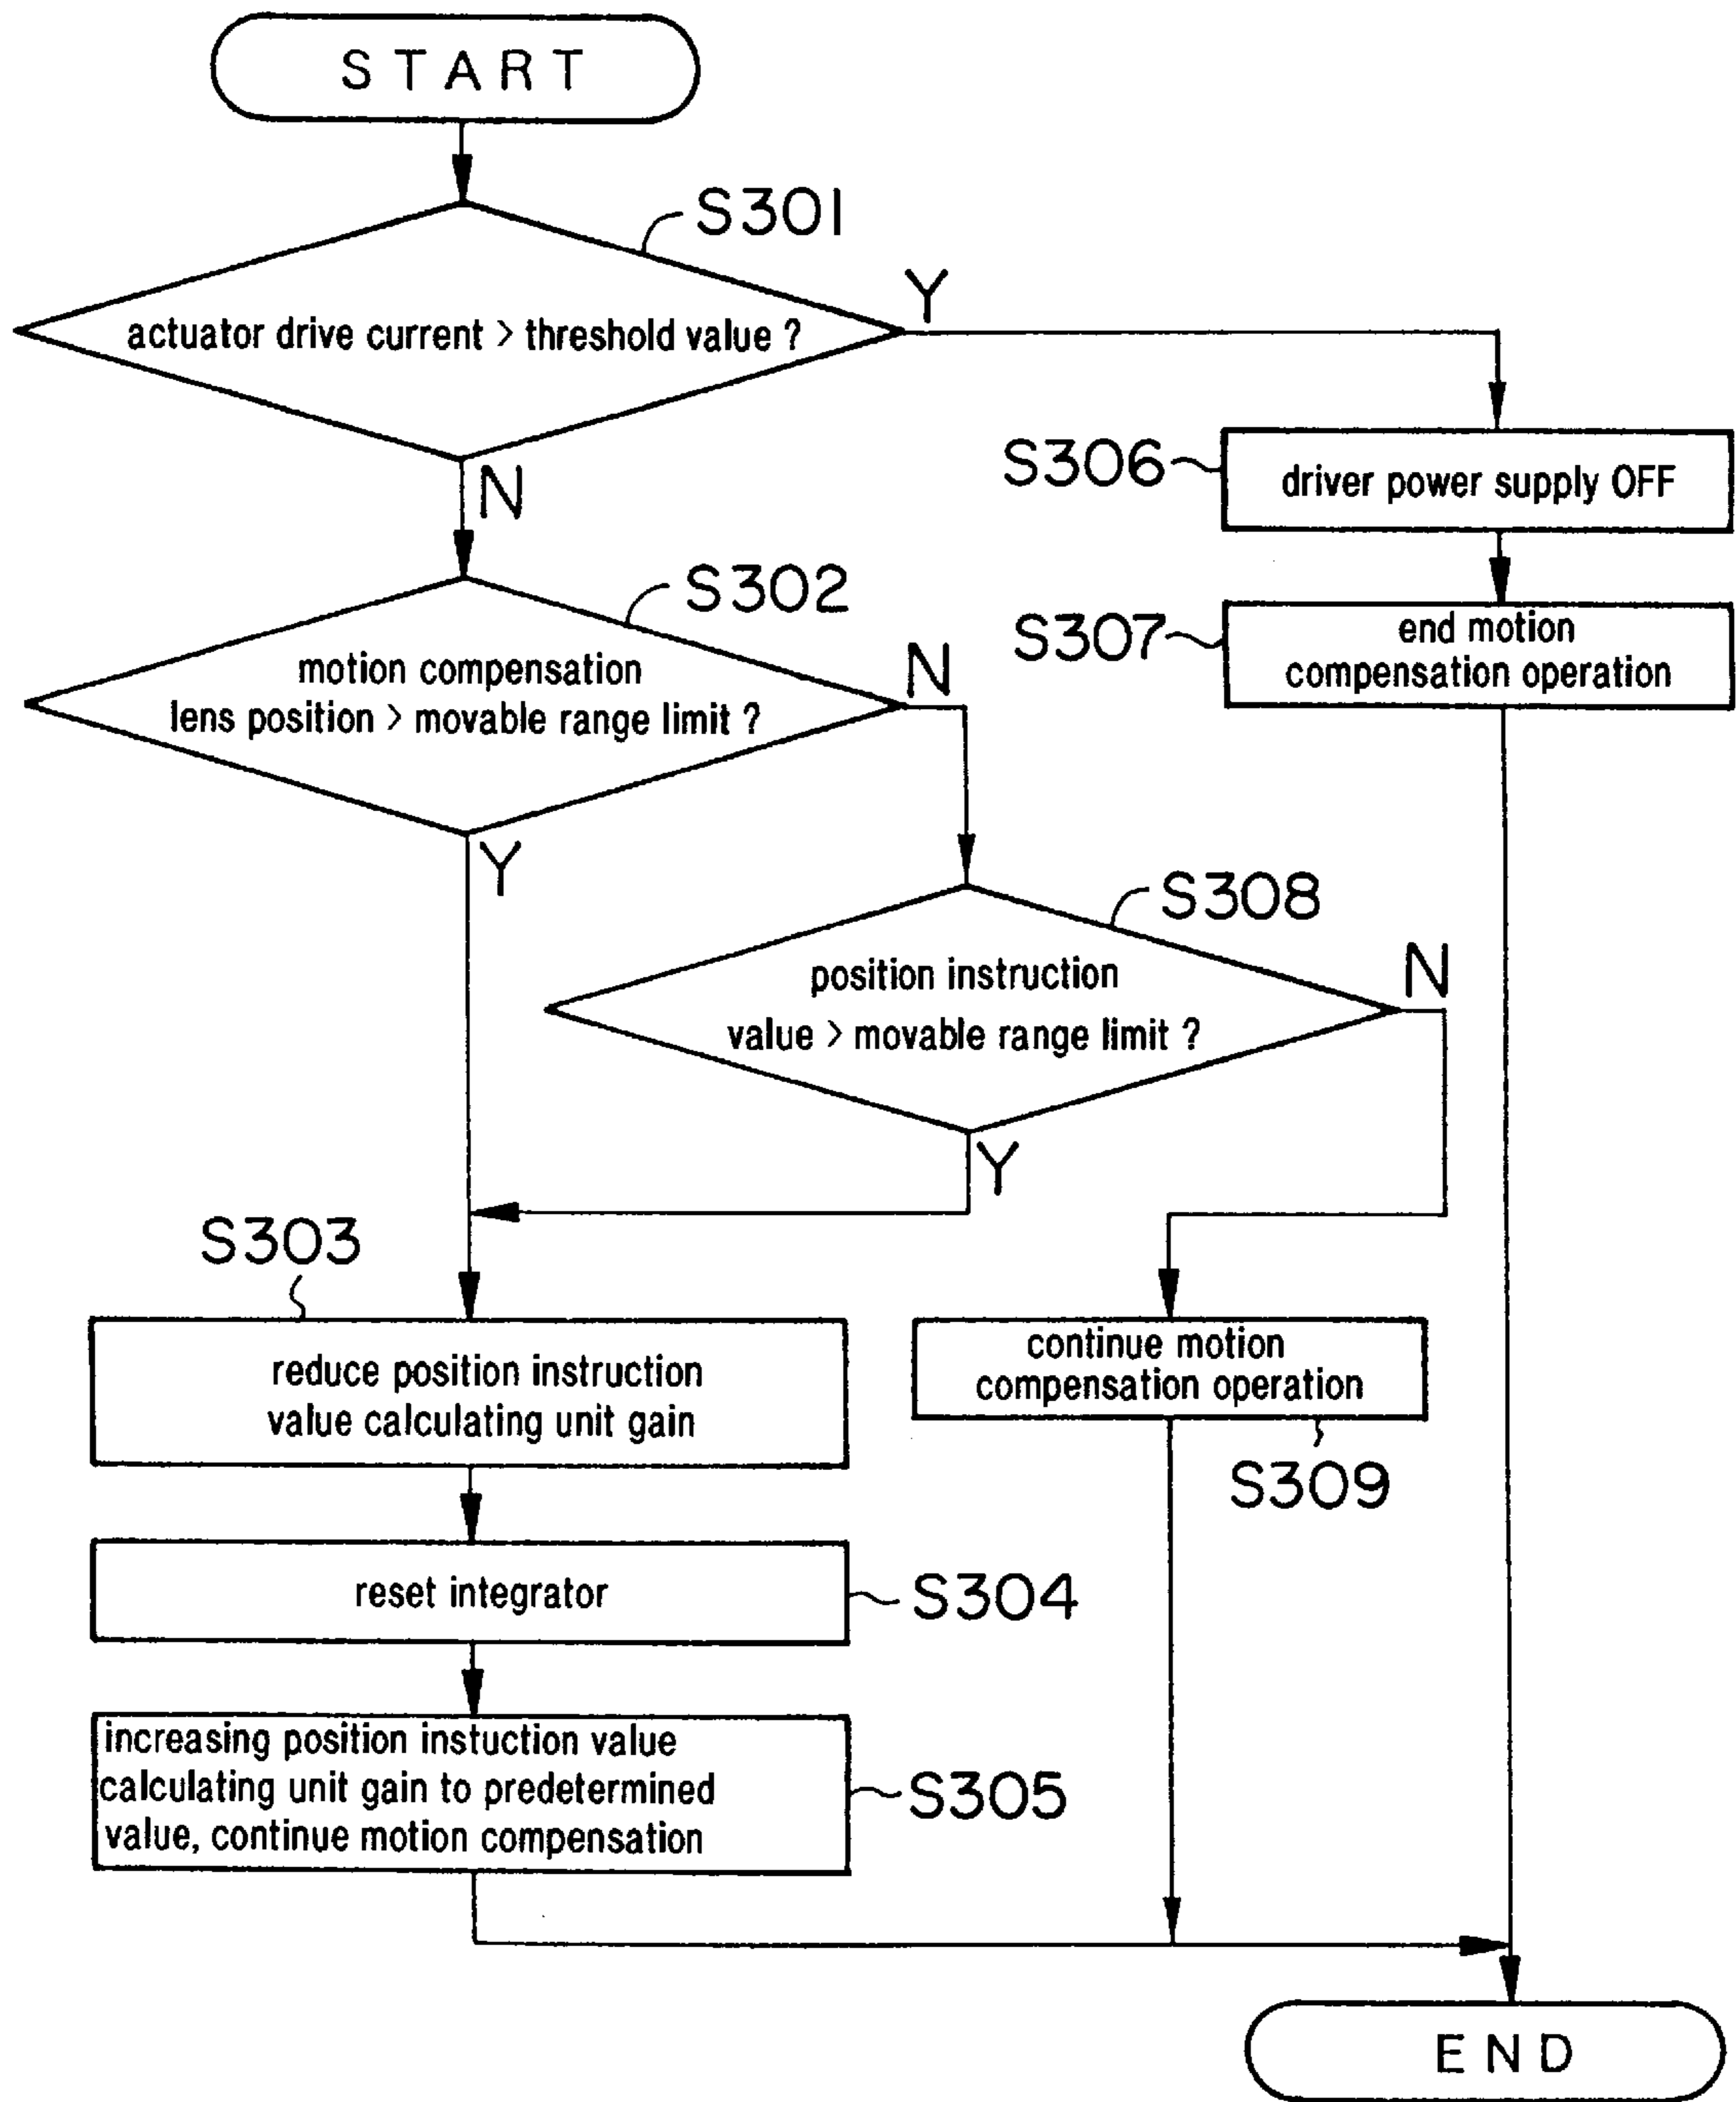 START
S301
actuator drive current > threshold value ?
Y
N
S306
driver power supply OFF
S302
motion compensation
lens position > movable range limit ?
N
Y
S307
end motion
compensation operation
S308
position instruction
value > movable range limit ?
N
Y
S303
reduce position instruction
value calculating unit gain
continue motion
compensation operation
S309
reset integrator
S304
increasing position instuction value
calculating unit gain to predetermined
value, continue motion compensation
S305
END